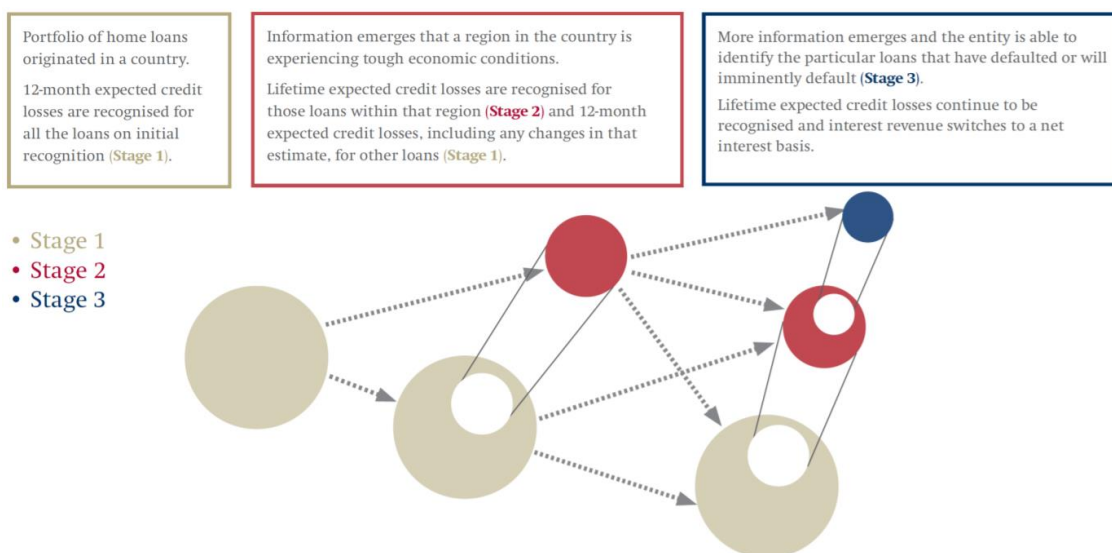 Portfolio of home loans
originated in a country.
12-month expected credit
losses are recognised for
all the loans on initial
recognition (Stage 1).
Information emerges that a region in the country is
experiencing tough economic conditions.
Lifetime expected credit losses are recognised for
those loans within that region (Stage 2) and 12-month
expected credit losses, including any changes in that
estimate, for other loans (Stage 1).
More information emerges and the entity is able to
identify the particular loans that have defaulted or will
imminently default (Stage 3).
Lifetime expected credit losses continue to be
recognised and interest revenue switches to a net
interest basis.
• Stage 1
• Stage 2
• Stage 3